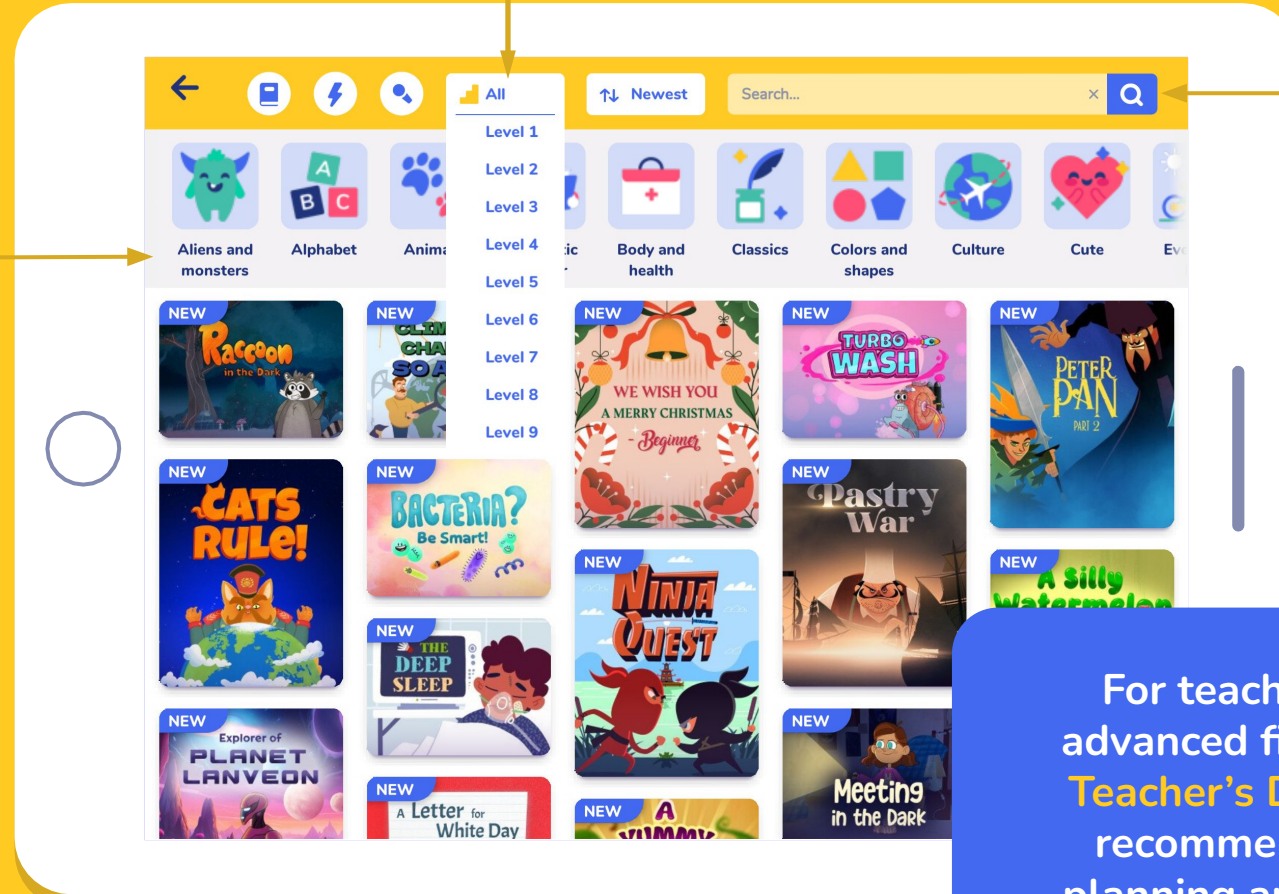 All
Newest
Search...
Level 1
Level 2
Level 3
Level 4
Level 5
Level 6
Level 7
Level 8
Level 9
A
B C
Aliens and
monsters
Alphabet
Body and
health
Classics
Colors and
shapes
Culture
Cute
NEW
Raccoon
in the Dark
NEW
SO
NEW
WE WISH YOU
A MERRY CHRISTMAS
- Beginner
NEW
TURBO
WASH
NEW
PETER
PAN
PART 2
NEW
CATS
RULE!
NEW
BACTERIA?
Be Smart!
NEW
Pastry
War
NEW
NINJA
QUEST
NEW
A Silly
Watermelon
NEW
THE
DEEP
SLEEP
NEW
Explorer of
PLANET
LANVEON
NEW
Meeting
in the Dark
NEW
A Letter for
White Day
NEW
A
YUMMY
For teach
advanced fi
Teacher's D
recomme
planning a